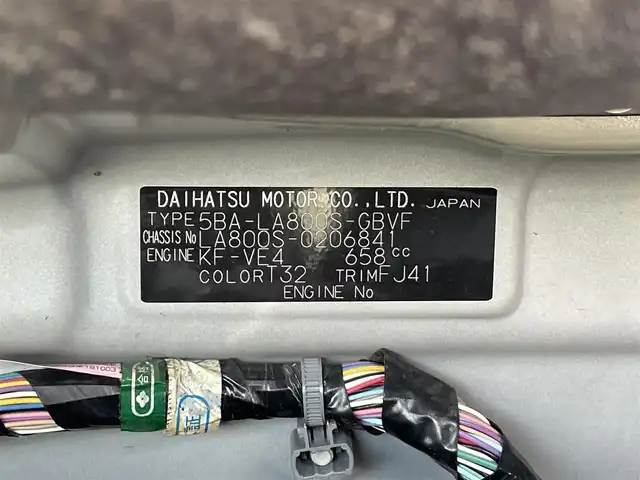 DAIHATSU MOTOR CO.,LTD. JAPAN
TYPE 5BA-LA800S-GBVF
CHASSIS No LA800S-0206841
ENGINE KF-VE4 658cc
COLOR T32 TRIM FJ41
ENGINE No